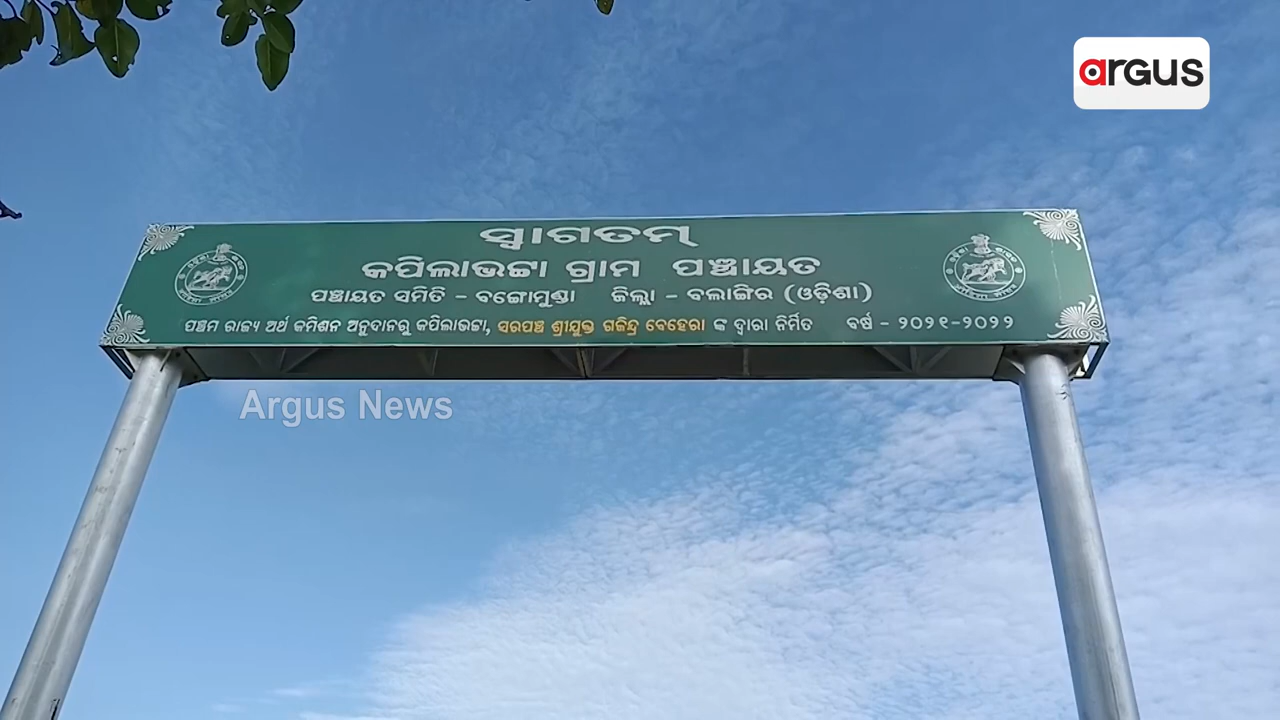 argus
ସ୍ୱାଗତମ୍
କପିଳାଭଟ୍ଟା ଗ୍ରାମ ପଞ୍ଚାୟତ
ପଞ୍ଚାୟତ ସମିତି - ବଙ୍ଗୋମୁଣ୍ଡା ଜିଲ୍ଲା - ବଲାଙ୍ଗିର (ଓଡ଼ିଶା)
ପଞ୍ଚମ ରାଜ୍ୟ ଅର୍ଥ କମିଶନ ଅନୁଦାନରୁ କପିଳାଭଟ୍ଟା, ସରପଞ୍ଚ ଶ୍ରୀଯୁକ୍ତ ଗଜିନ୍ଦ୍ର ବେହେରା ଙ୍କ ଦ୍ୱାରା ନିର୍ମିତ ବର୍ଷ - ୨୦୨୧-୨୦୨୨
Argus News